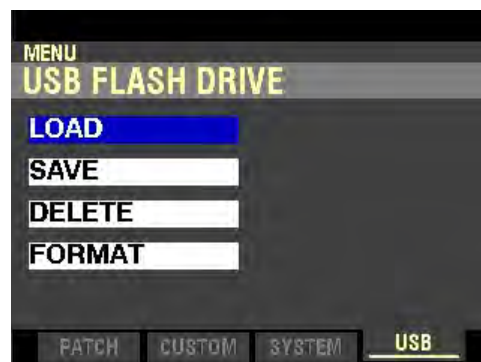 MENU
USB FLASH DRIVE
LOAD
SAVE
DELETE
FORMAT
PATCH CUSTOM SYSTEM USB